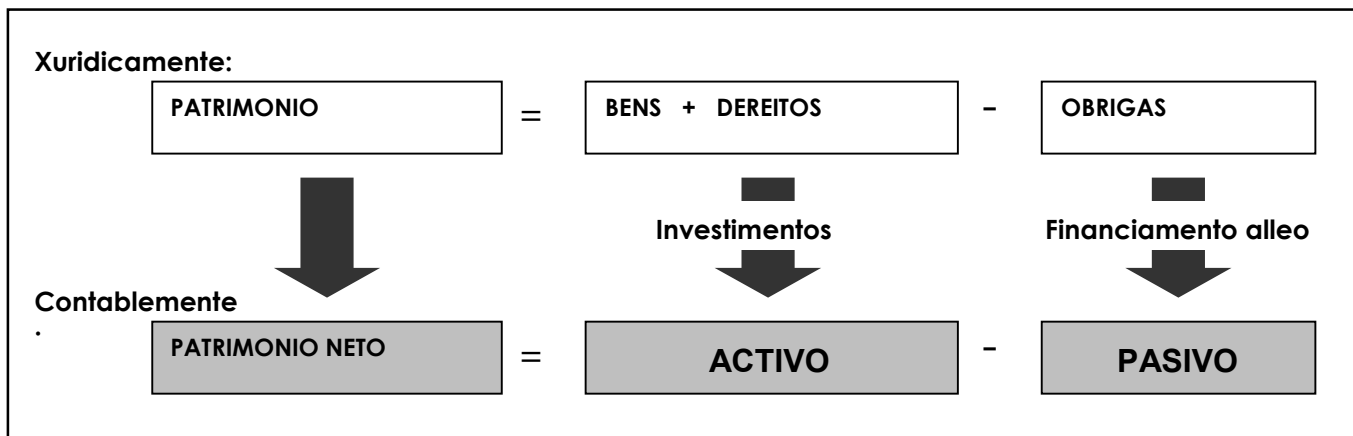 Xuridicamente:
PATRIMONIO = BENS + DEREITOS - OBRIGAS
Investimentos Financiamento alleo
Contablemente
.
PATRIMONIO NETO = ACTIVO - PASIVO